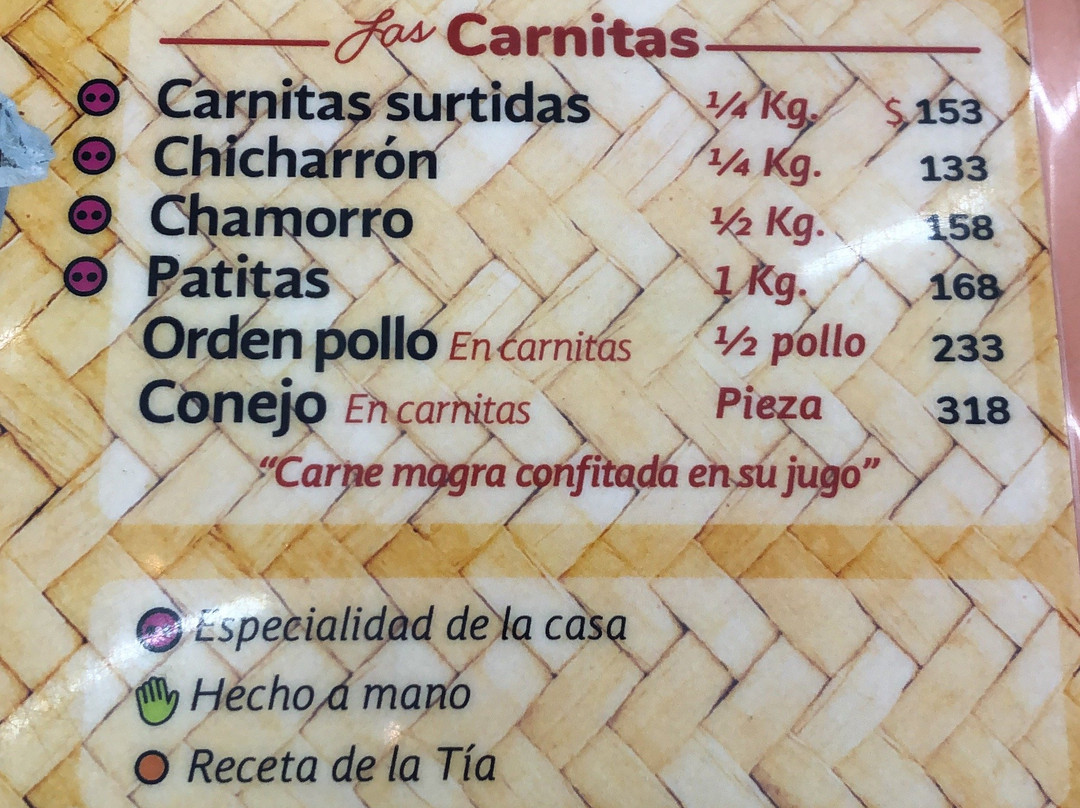 Las Carnitas
Carnitas surtidas ¼ Kg. $ 153
Chicharrón ¼ Kg. 133
Chamorro ½ Kg. 158
Patitas 1 Kg. 168
Orden pollo En carnitas ½ pollo 233
Conejo En carnitas Pieza 318
“Carne magra confitada en su jugo”
Especialidad de la casa
Hecho a mano
Receta de la Tía